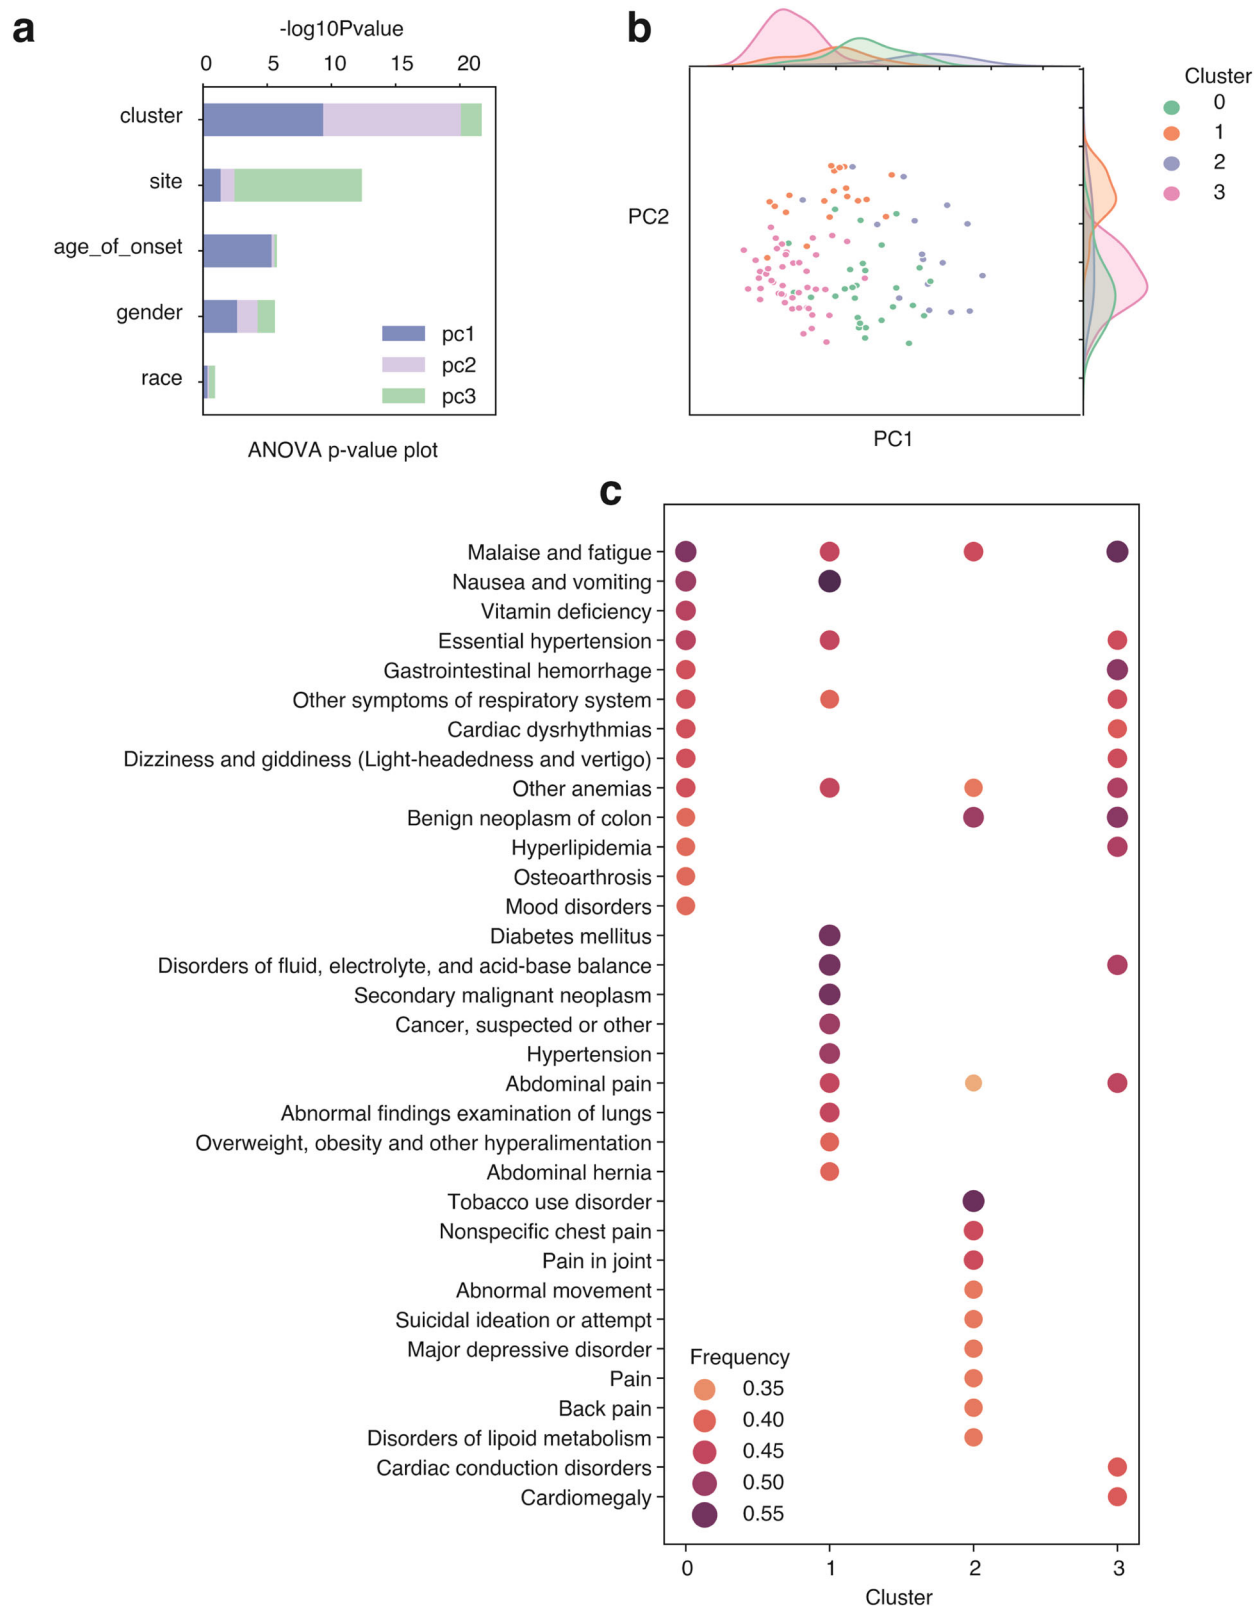 a
-log10Pvalue
0 5 10 15 20
cluster
site
age_of_onset
gender
race
pc1
pc2
pc3
ANOVA p-value plot
b
PC2
PC1
Cluster
0
1
2
3
c
Malaise and fatigue
Nausea and vomiting
Vitamin deficiency
Essential hypertension
Gastrointestinal hemorrhage
Other symptoms of respiratory system
Cardiac dysrhythmias
Dizziness and giddiness (Light-headedness and vertigo)
Other anemias
Benign neoplasm of colon
Hyperlipidemia
Osteoarthrosis
Mood disorders
Diabetes mellitus
Disorders of fluid, electrolyte, and acid-base balance
Secondary malignant neoplasm
Cancer, suspected or other
Hypertension
Abdominal pain
Abnormal findings examination of lungs
Overweight, obesity and other hyperalimentation
Abdominal hernia
Tobacco use disorder
Nonspecific chest pain
Pain in joint
Abnormal movement
Suicidal ideation or attempt
Major depressive disorder
Pain
Back pain
Disorders of lipoid metabolism
Cardiac conduction disorders
Cardiomegaly
Frequency
0.35
0.40
0.45
0.50
0.55
0 1 2 3
Cluster